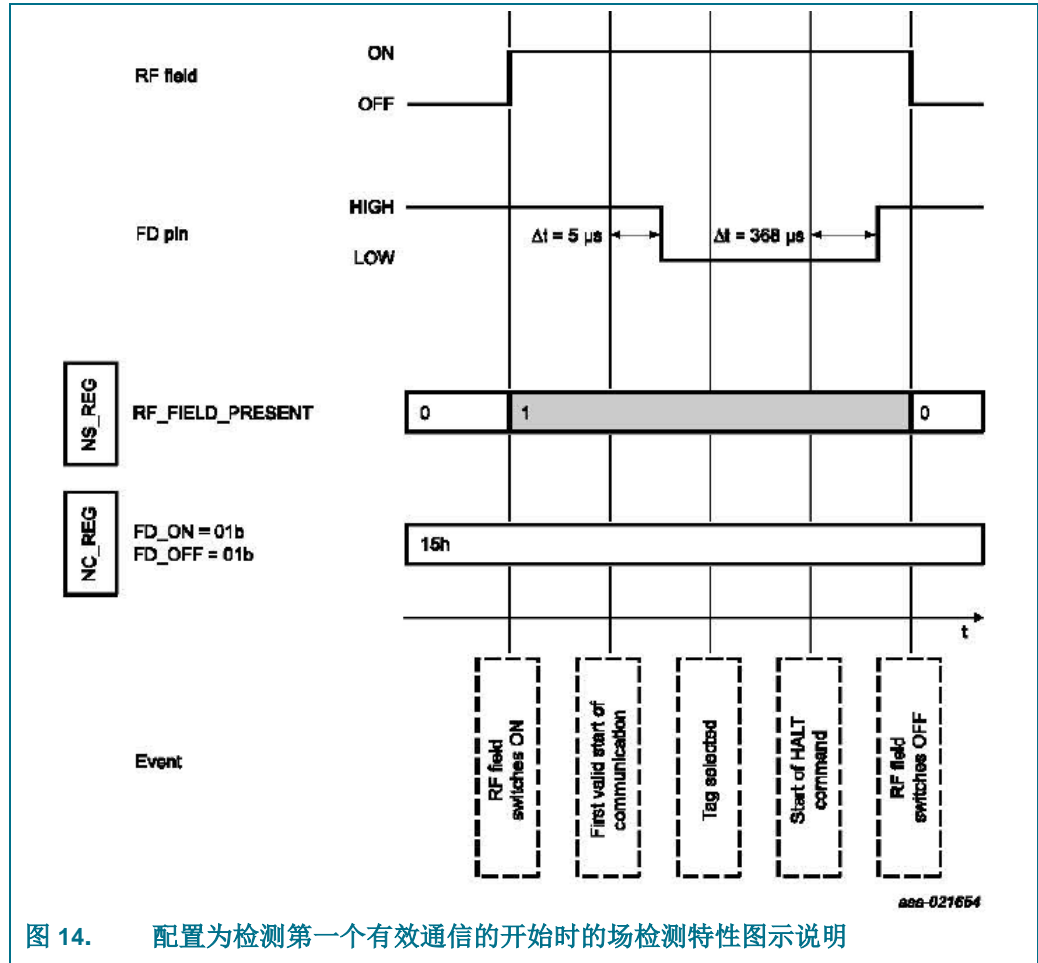 RF field
ON
OFF
FD pin
HIGH
LOW
Δt = 5 μs
Δt = 368 μs
NS_REG
RF_FIELD_PRESENT
0
1
0
NC_REG
FD_ON = 01b
FD_OFF = 01b
15h
t
Event
RF field
switches ON
First valid start of
communication
Tag selected
Start of HALT
command
RF field
switches OFF
aaa-021654
图 14. 配置为检测第一个有效通信的开始时的场检测特性图示说明